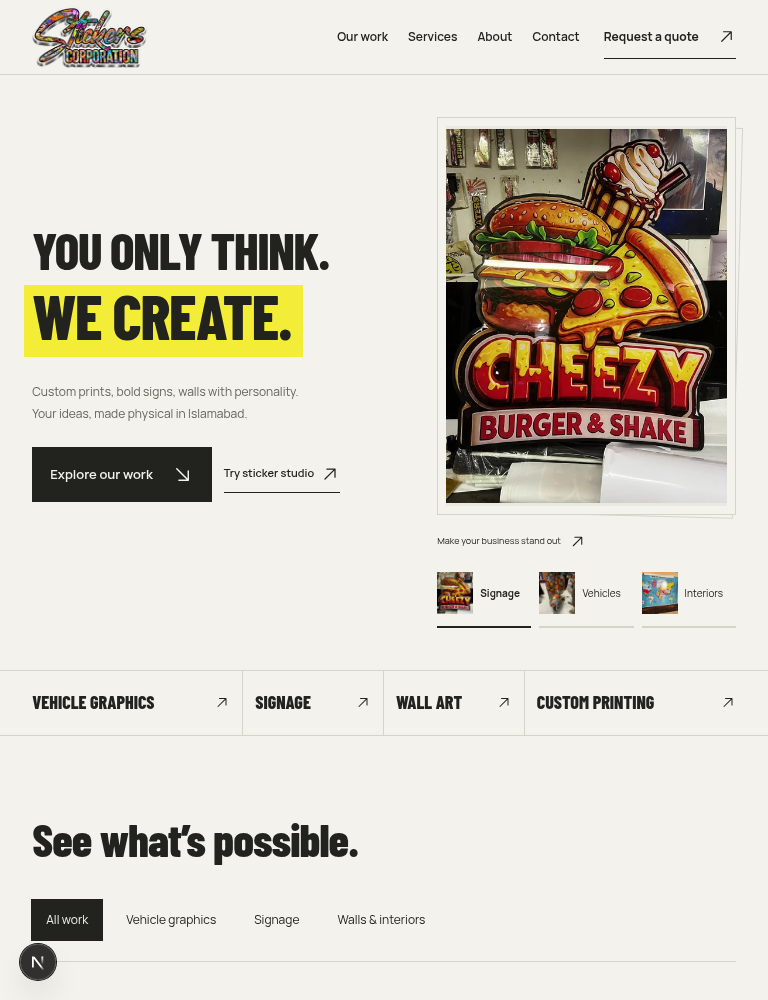 Stickers
CORPORATION
Our work
Services
About
Contact
Request a quote
YOU ONLY THINK.
WE CREATE.
Custom prints, bold signs, walls with personality.
Your ideas, made physical in Islamabad.
Explore our work
Try sticker studio
CHEEZY
BURGER & SHAKE
Make your business stand out
Signage
Vehicles
Interiors
VEHICLE GRAPHICS
SIGNAGE
WALL ART
CUSTOM PRINTING
See what’s possible.
All work
Vehicle graphics
Signage
Walls & interiors
N